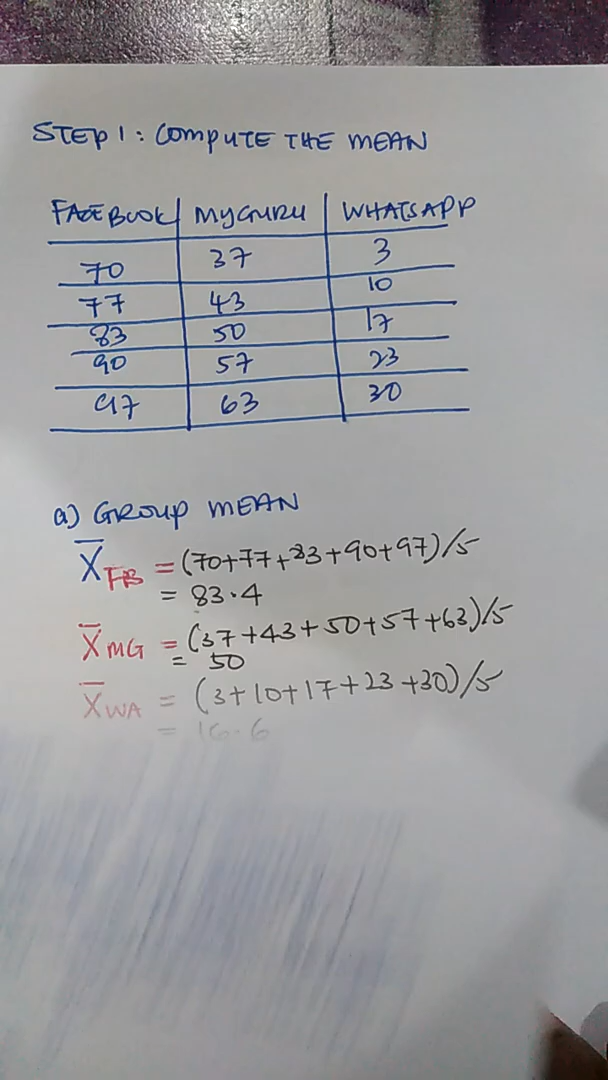 STEP 1: COMPUTE THE MEAN
FACEBOOK MYGURU WHATSAPP
70 37 3
77 43 10
83 50 17
90 57 23
97 63 30
a) GROUP MEAN
X̄FB = (70+77+83+90+97)/5
= 83.4
X̄MG = (37+43+50+57+63)/5
= 50
X̄WA = (3+10+17+23+30)/5
= 16.6